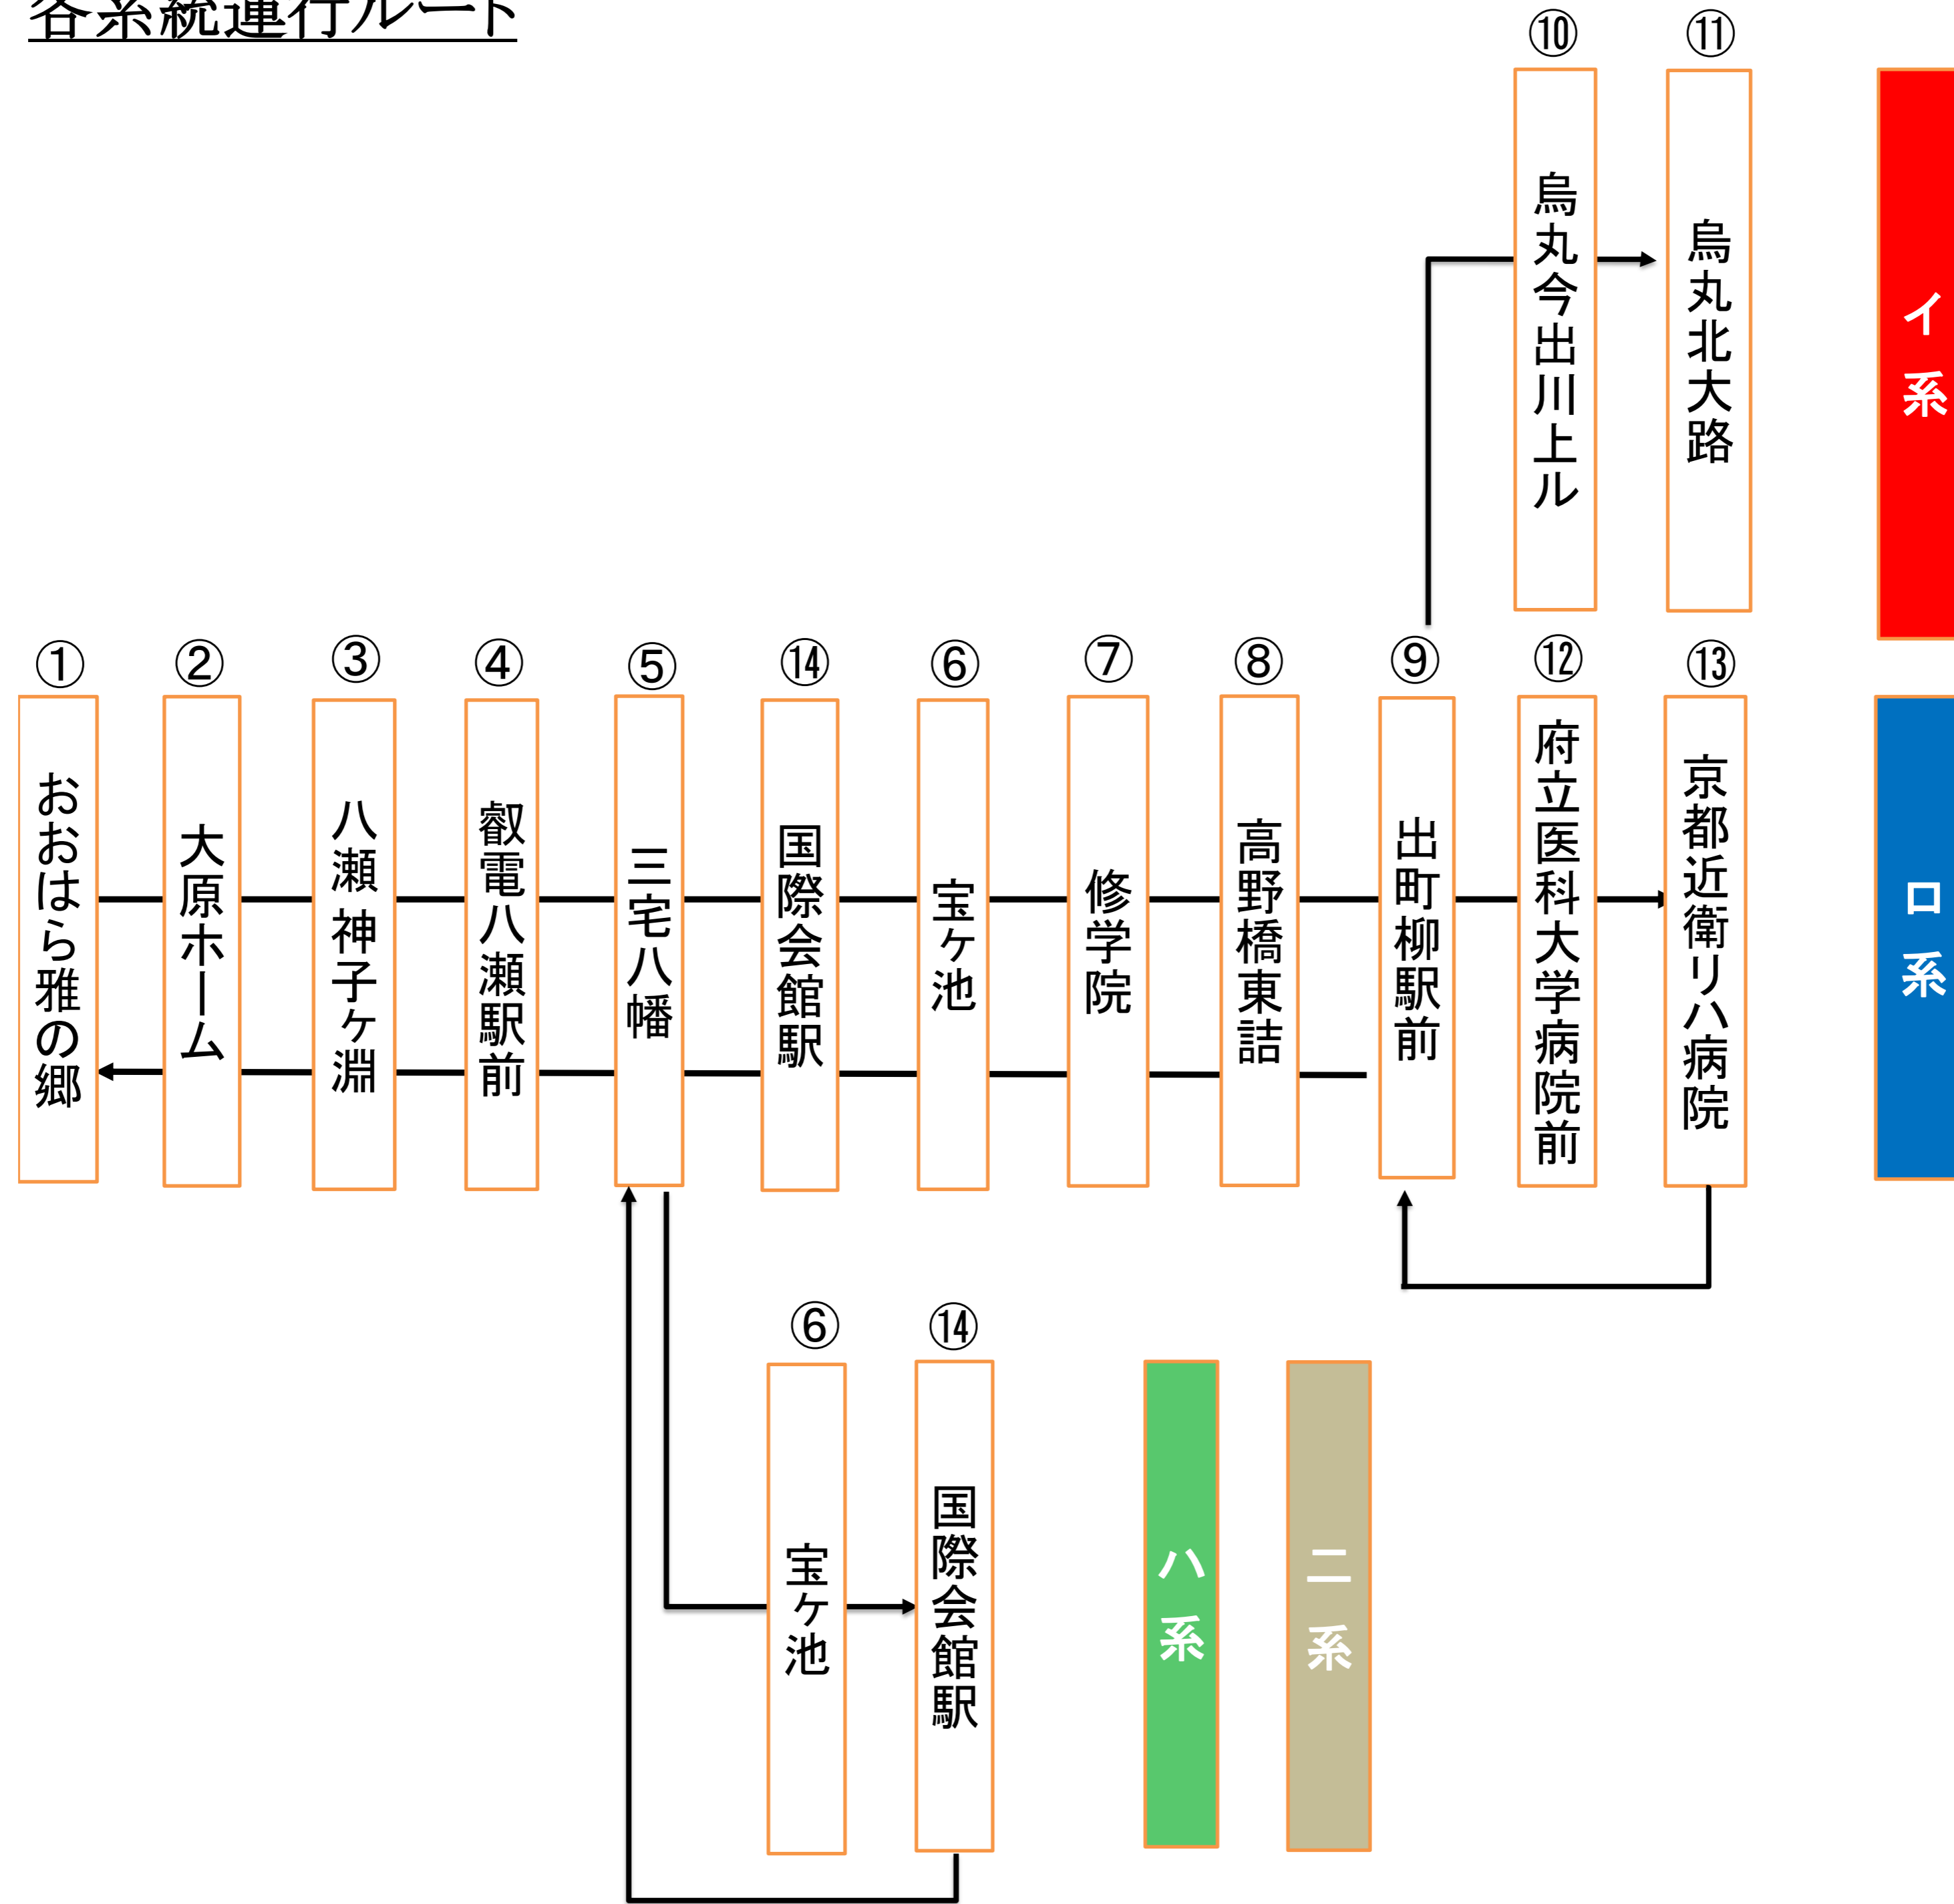 各系統運行ルート
⑩
⑪
烏丸今出川上ル
烏丸北大路
イ系
①
②
③
④
⑤
⑭
⑥
⑦
⑧
⑨
⑫
⑬
おおはら雅の郷
大原ホーム
八瀬神子ヶ淵
叡電八瀬駅前
三宅八幡
国際会館駅
宝ヶ池
修学院
高野橋東詰
出町柳駅前
府立医科大学病院前
京都近衛リハ病院
ロ系
⑥
⑭
宝ヶ池
国際会館駅
ハ系
ニ系